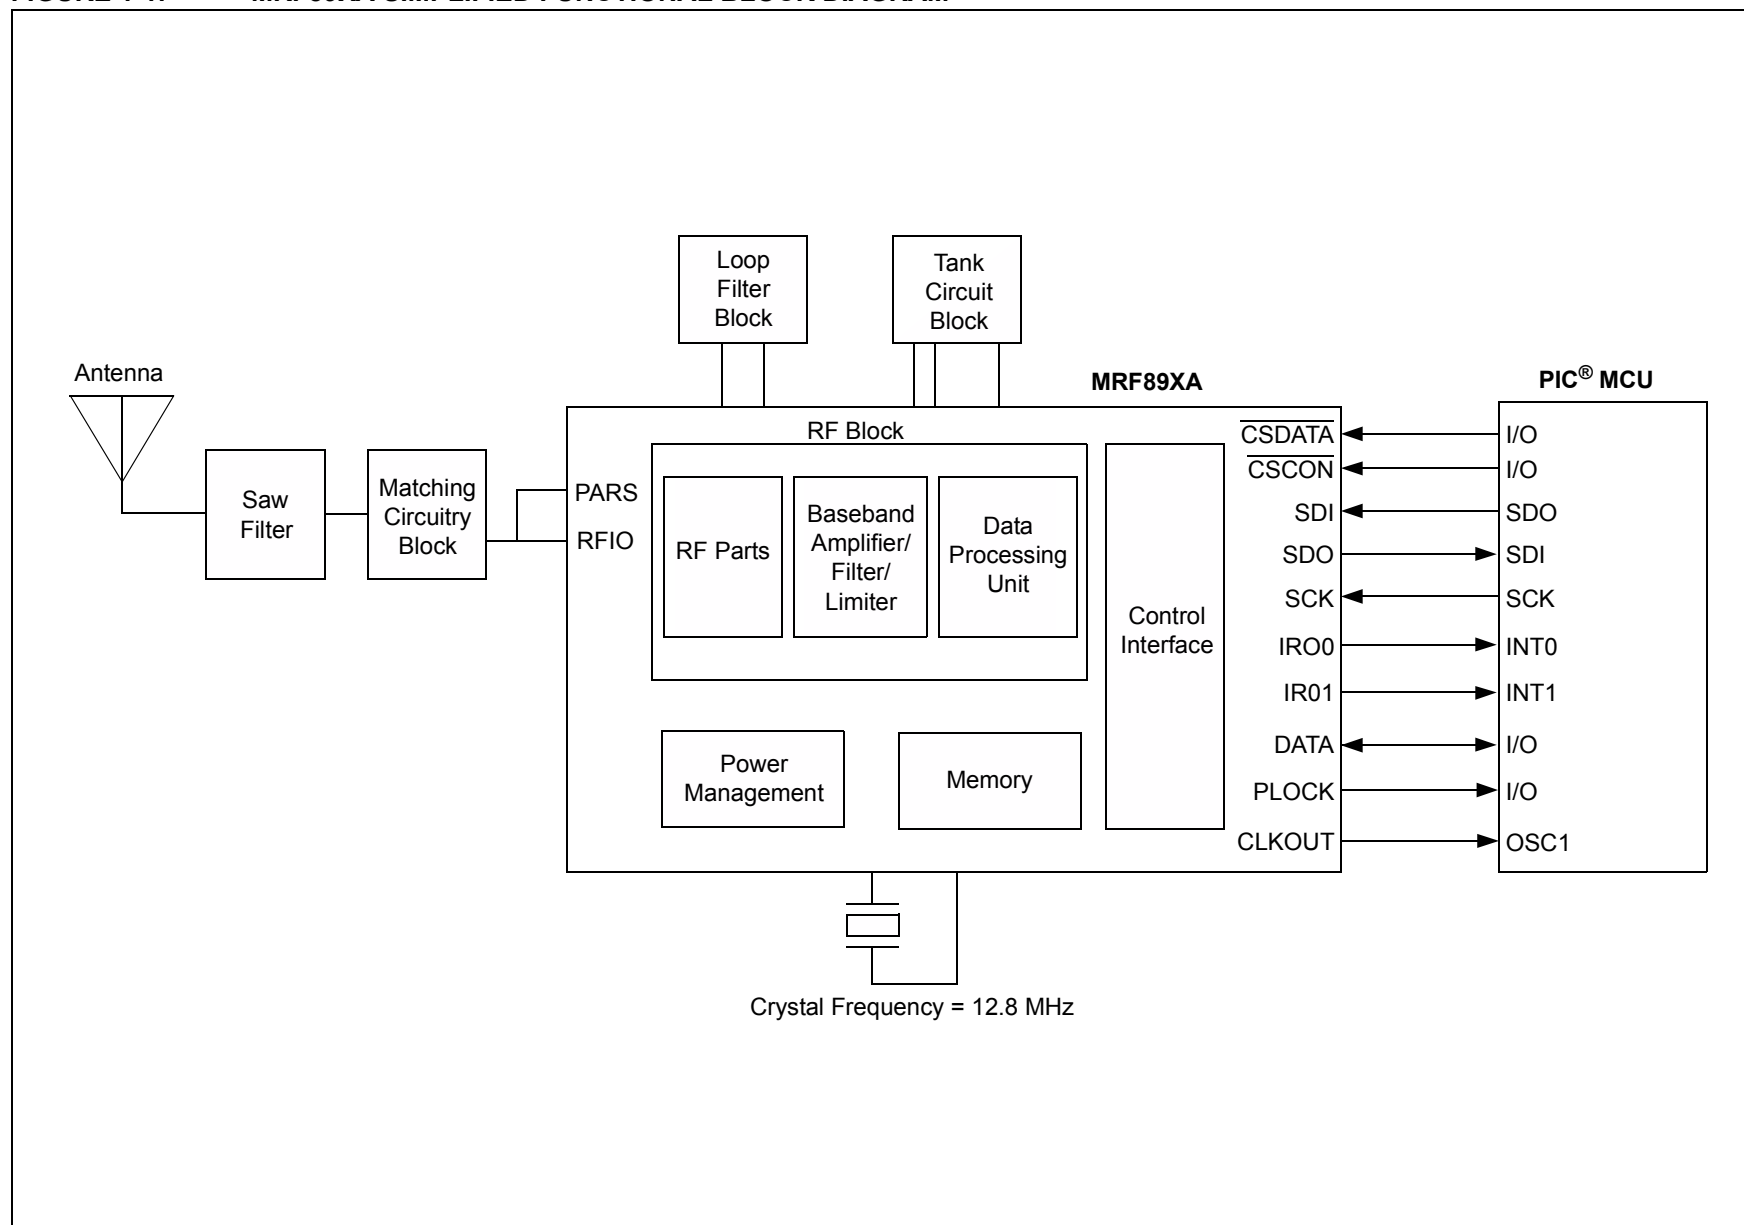 Loop
Filter
Block
Tank
Circuit
Block
Antenna
MRF89XA
PIC® MCU
Saw
Filter
Matching
Circuitry
Block
PARS
RFIO
RF Block
RF Parts
Baseband
Amplifier/
Filter/
Limiter
Data
Processing
Unit
Power
Management
Memory
Control
Interface
CSDATA
CSCON
SDI
SDO
SCK
IRO0
IR01
DATA
PLOCK
CLKOUT
I/O
I/O
SDO
SDI
SCK
INT0
INT1
I/O
I/O
OSC1
Crystal Frequency = 12.8 MHz